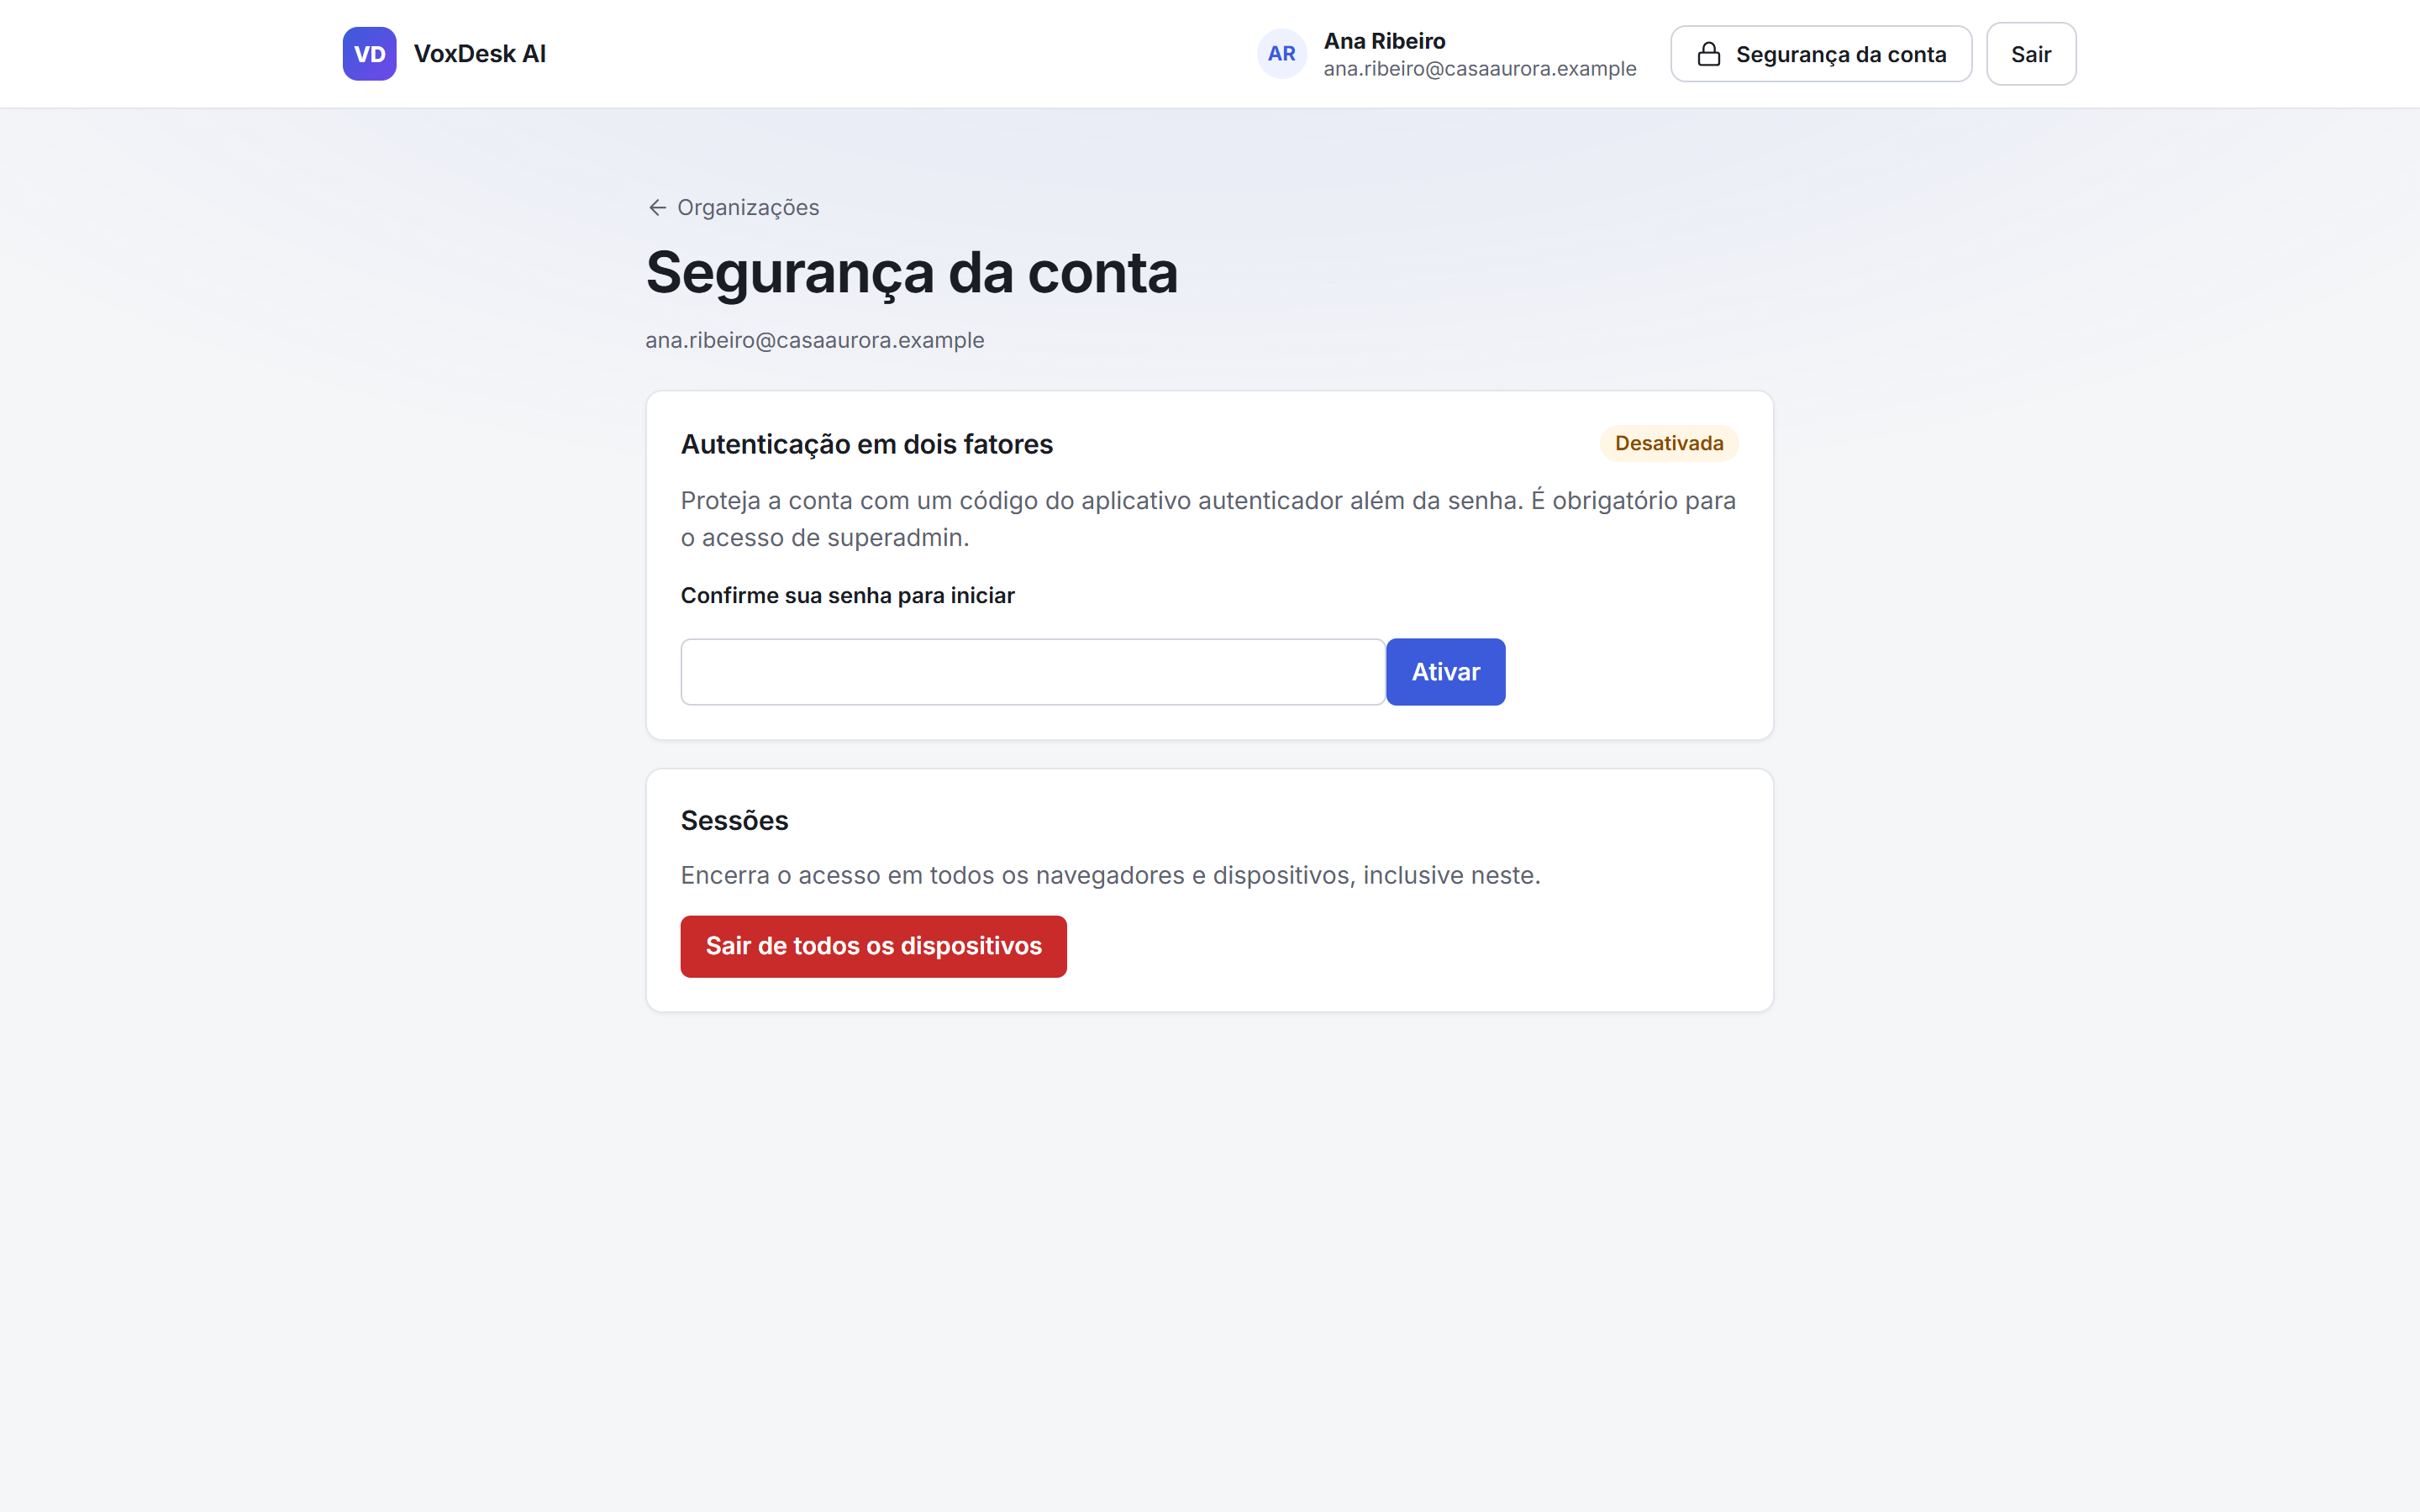 VD
VoxDesk AI
AR
Ana Ribeiro
ana.ribeiro@casaaurora.example
Segurança da conta
Sair
Organizações
Segurança da conta
ana.ribeiro@casaaurora.example
Autenticação em dois fatores
Desativada
Proteja a conta com um código do aplicativo autenticador além da senha. É obrigatório para
o acesso de superadmin.
Confirme sua senha para iniciar
Ativar
Sessões
Encerra o acesso em todos os navegadores e dispositivos, inclusive neste.
Sair de todos os dispositivos